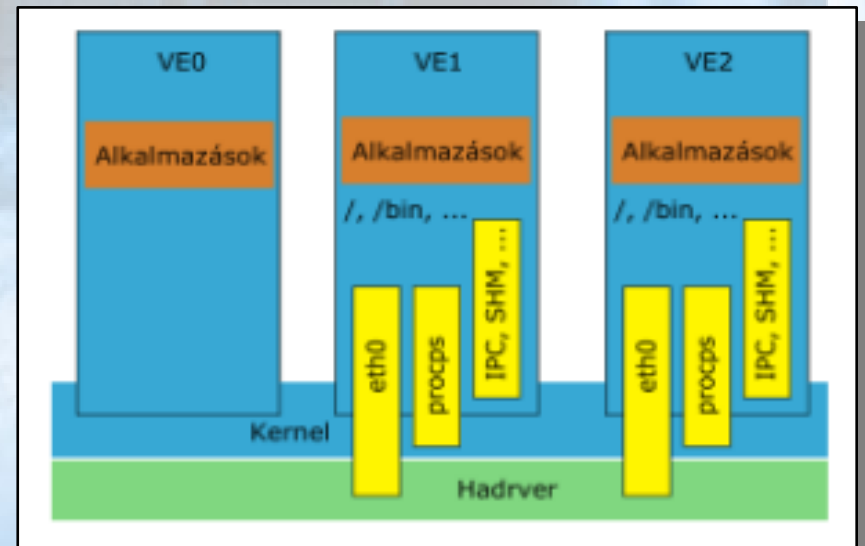 VE0
Alkalmazások
VE1
Alkalmazások
/, /bin, ...
eth0
procps
IPC, SHM, ...
VE2
Alkalmazások
/, /bin, ...
eth0
procps
IPC, SHM, ...
Kernel
Hadrver